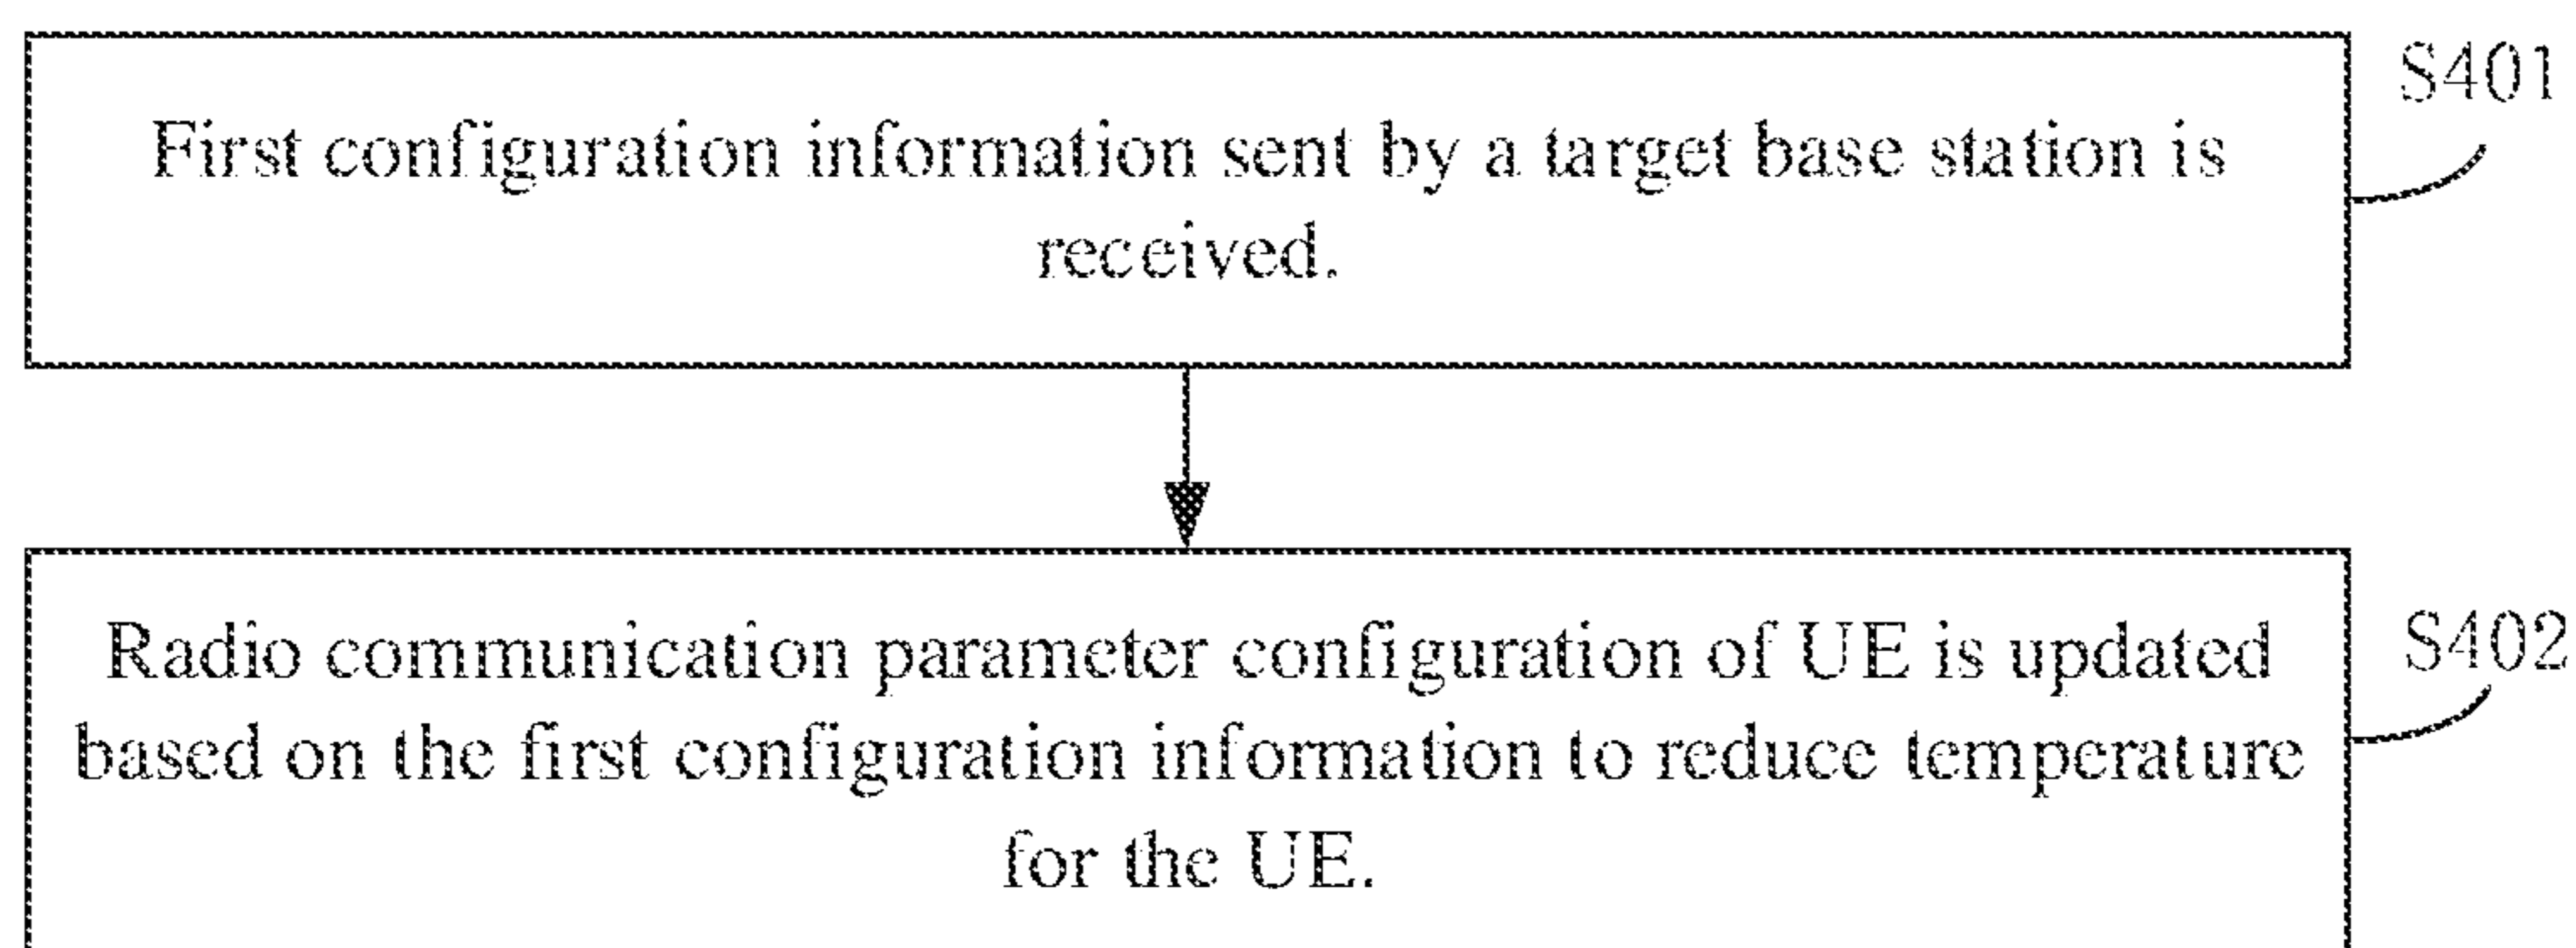 S401
First configuration information sent by a target base station is
received.
S402
Radio communication parameter configuration of UE is updated
based on the first configuration information to reduce temperature
for the UE.